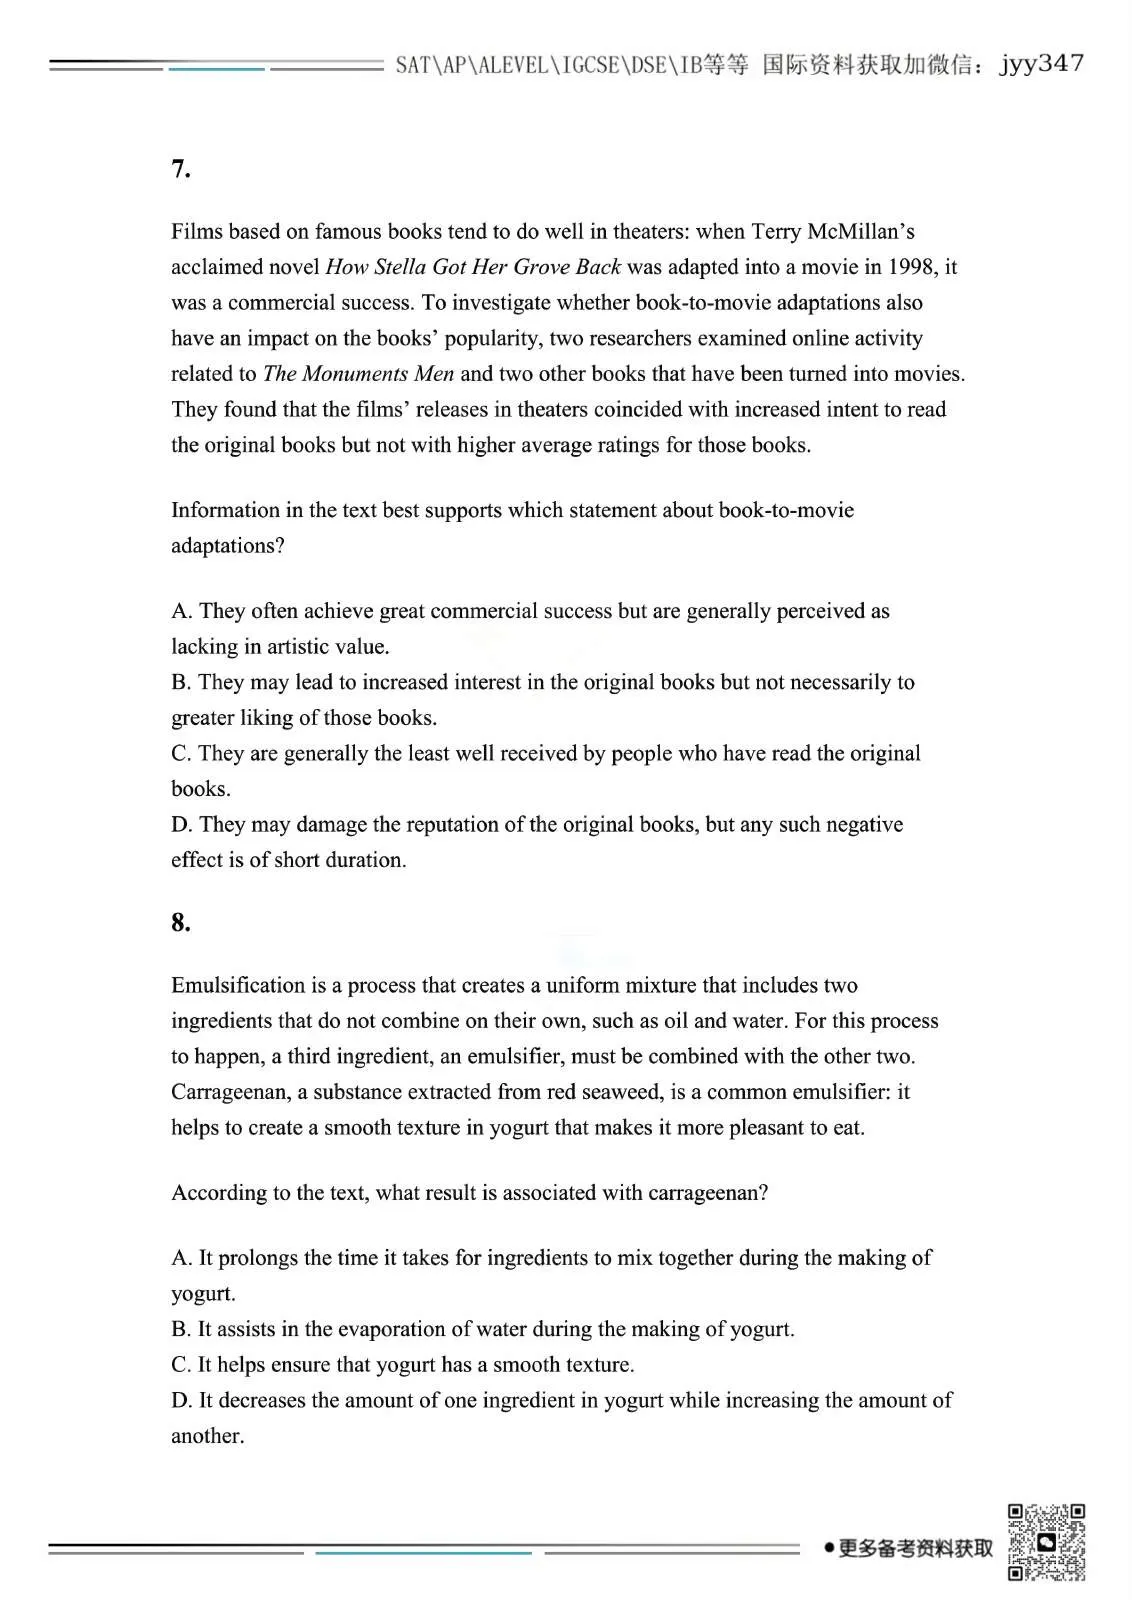 SAT\AP\ALEVEL\IGCSE\DSE\IB等等 国际资料获取加微信: jyy347
7.
Films based on famous books tend to do well in theaters: when Terry McMillan's
acclaimed novel How Stella Got Her Grove Back was adapted into a movie in 1998, it
was a commercial success. To investigate whether book-to-movie adaptations also
have an impact on the books' popularity, two researchers examined online activity
related to The Monuments Men and two other books that have been turned into movies.
They found that the films' releases in theaters coincided with increased intent to read
the original books but not with higher average ratings for those books.
Information in the text best supports which statement about book-to-movie
adaptations?
A. They often achieve great commercial success but are generally perceived as
lacking in artistic value.
B. They may lead to increased interest in the original books but not necessarily to
greater liking of those books.
C. They are generally the least well received by people who have read the original
books.
D. They may damage the reputation of the original books, but any such negative
effect is of short duration.
8.
Emulsification is a process that creates a uniform mixture that includes two
ingredients that do not combine on their own, such as oil and water. For this process
to happen, a third ingredient, an emulsifier, must be combined with the other two.
Carrageenan, a substance extracted from red seaweed, is a common emulsifier: it
helps to create a smooth texture in yogurt that makes it more pleasant to eat.
According to the text, what result is associated with carrageenan?
A. It prolongs the time it takes for ingredients to mix together during the making of
yogurt.
B. It assists in the evaporation of water during the making of yogurt.
C. It helps ensure that yogurt has a smooth texture.
D. It decreases the amount of one ingredient in yogurt while increasing the amount of
another.
●更多备考资料获取